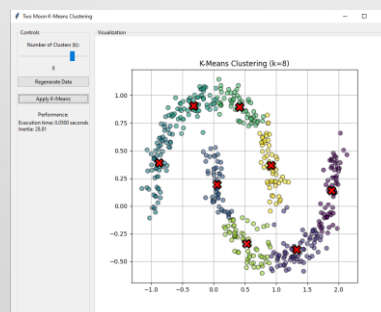 Two Moon K-Means Clustering
Controls
Visualization
Number of Clusters (k):
8
Regenerate Data
Apply K-Means
Performance
Execution time: 0.0500 seconds
Inertia: 28.81
K-Means Clustering (k=8)
1.00
0.75
0.50
0.25
0.00
−0.25
−0.50
−1.0 −0.5 0.0 0.5 1.0 1.5 2.0